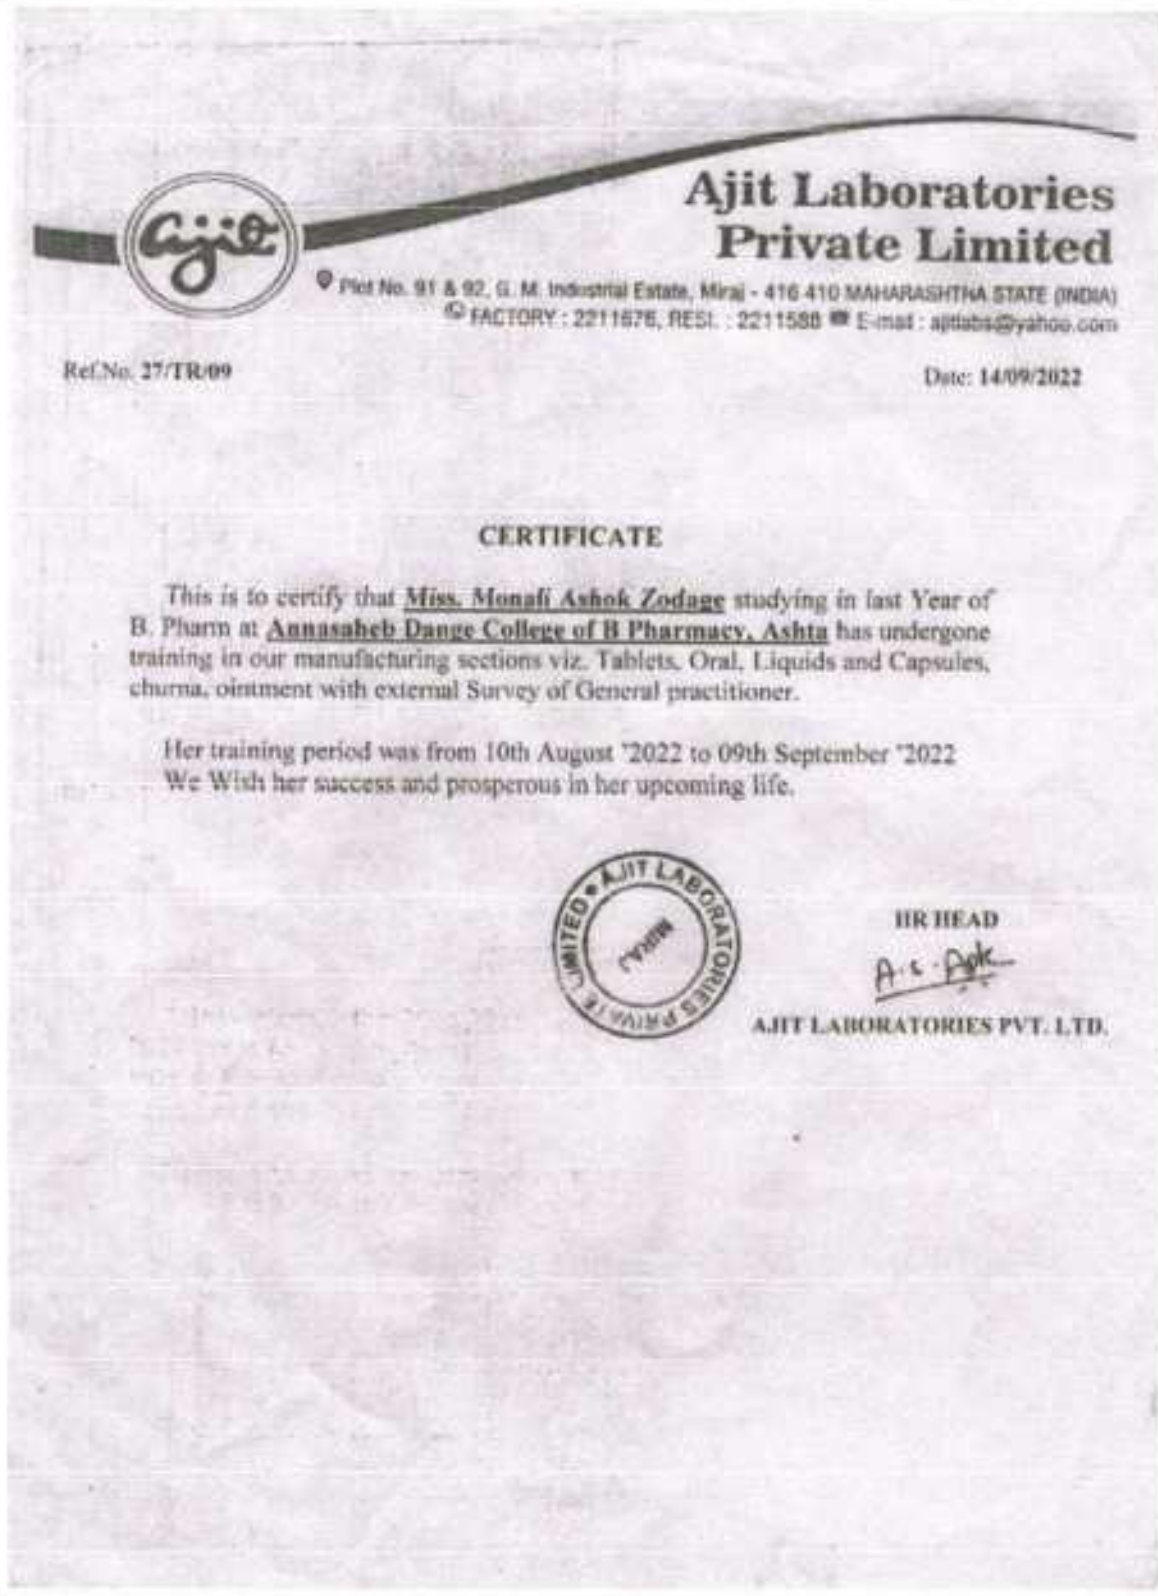 ajit
Ajit Laboratories
Private Limited
Plot No. 91 & 92, G. M. Industrial Estate, Miraj - 416 410 MAHARASHTRA STATE (INDIA)
FACTORY : 2211676, RESI. : 2211588 E-mail : ajitlabs@yahoo.com
Ref.No. 27/TR/09
Date: 14/09/2022
CERTIFICATE
This is to certify that Miss. Monali Ashok Zodage studying in last Year of
B. Pharm at Annasaheb Dange College of B Pharmacy, Ashta has undergone
training in our manufacturing sections viz. Tablets, Oral, Liquids and Capsules,
churna, ointment with external Survey of General practitioner.
Her training period was from 10th August '2022 to 09th September '2022
We Wish her success and prosperous in her upcoming life.
AJIT LABORATORIES PRIVATE LIMITED
MIRAJ
HR HEAD
A.S. Apte
AJIT LABORATORIES PVT. LTD.